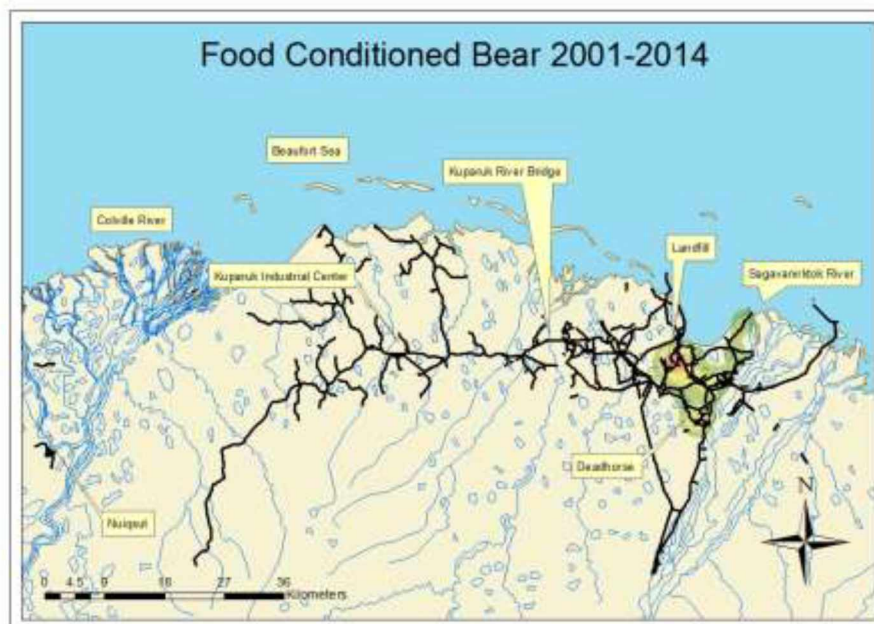 Food Conditioned Bear 2001-2014
Beaufort Sea
Kuparuk River Bridge
Colville River
Landfill
Kuparuk Industrial Center
Sagavanirktok River
Deadhorse
N
Nuiqsut
0 4.5 9 18 27 36
Kilometers